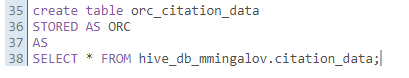 35 create table orc_citation_data
36 STORED AS ORC
37 AS
38 SELECT * FROM hive_db_mmingalov.citation_data;